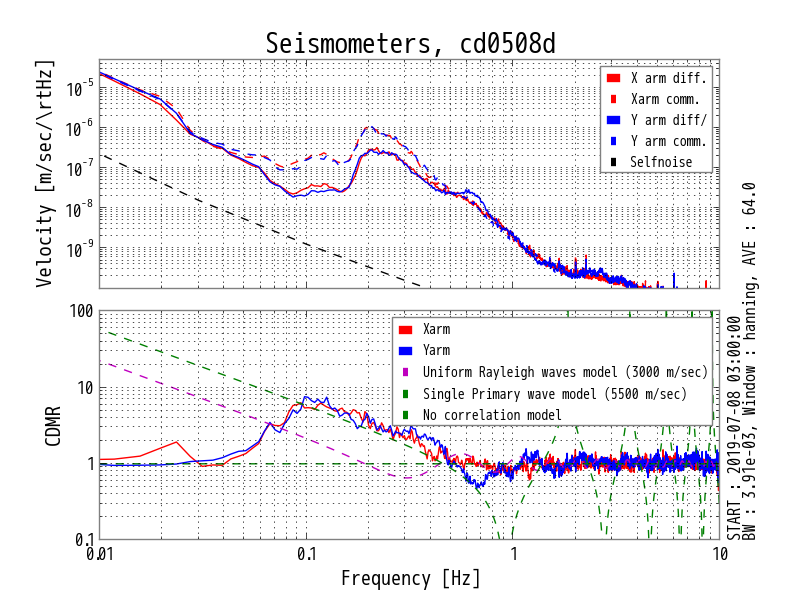 Seismometers, cd0508d
Velocity [m/sec/\rtHz]
10^-5
10^-6
10^-7
10^-8
10^-9
X arm diff.
Xarm comm.
Y arm diff/
Y arm comm.
Selfnoise
CDMR
100
10
1
0.1
Xarm
Yarm
Uniform Rayleigh waves model (3000 m/sec)
Single Primary wave model (5500 m/sec)
No correlation model
0.01
0.1
1
10
Frequency [Hz]
START : 2019-07-08 03:00:00
BW : 3.91e-03, Window : hanning, AVE : 64.0